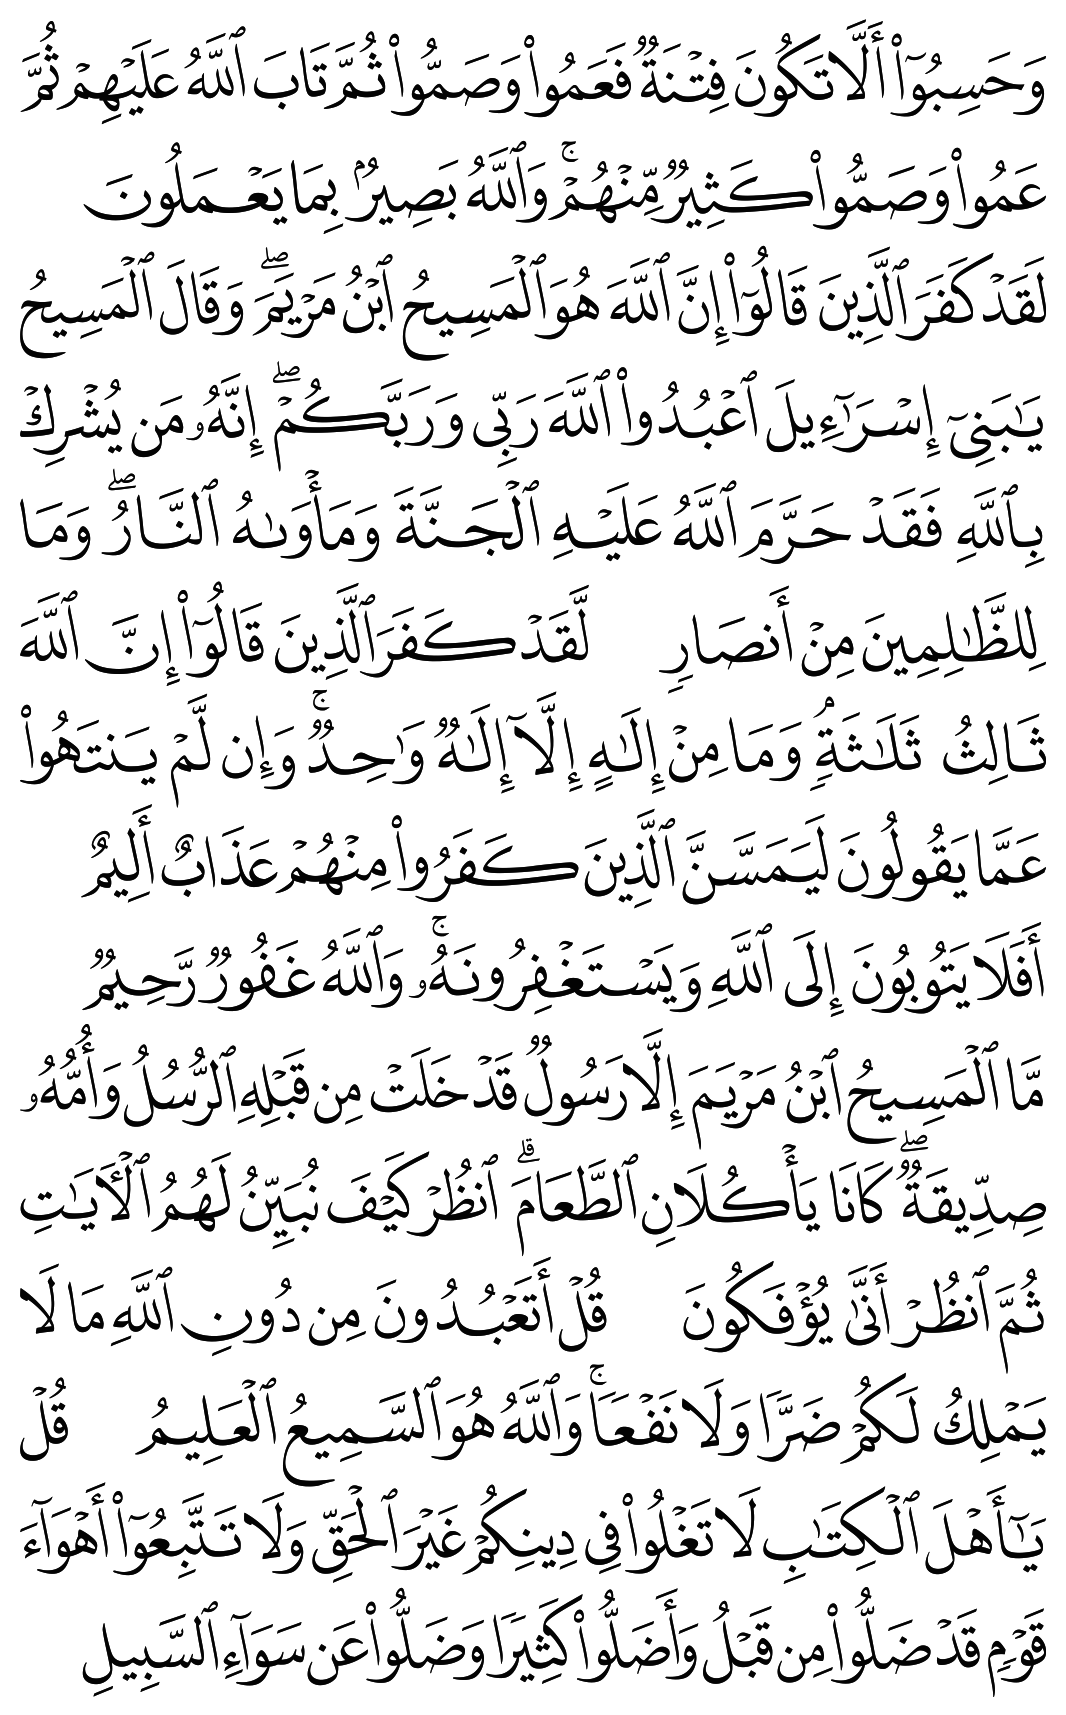 وَحَسِبُوٓا۟ أَلَّا تَكُونَ فِتْنَةٌ فَعَمُوا۟ وَصَمُّوا۟ ثُمَّ تَابَ ٱللَّهُ عَلَيْهِمْ ثُمَّ
عَمُوا۟ وَصَمُّوا۟ كَثِيرٌ مِّنْهُمْ ۚ وَٱللَّهُ بَصِيرٌۢ بِمَا يَعْمَلُونَ
لَقَدْ كَفَرَ ٱلَّذِينَ قَالُوٓا۟ إِنَّ ٱللَّهَ هُوَ ٱلْمَسِيحُ ٱبْنُ مَرْيَمَ ۖ وَقَالَ ٱلْمَسِيحُ
يَـٰبَنِىٓ إِسْرَٰٓءِيلَ ٱعْبُدُوا۟ ٱللَّهَ رَبِّى وَرَبَّكُمْ ۖ إِنَّهُۥ مَن يُشْرِكْ
بِٱللَّهِ فَقَدْ حَرَّمَ ٱللَّهُ عَلَيْهِ ٱلْجَنَّةَ وَمَأْوَىٰهُ ٱلنَّارُ ۖ وَمَا
لِلظَّـٰلِمِينَ مِنْ أَنصَارٍ لَّقَدْ كَفَرَ ٱلَّذِينَ قَالُوٓا۟ إِنَّ ٱللَّهَ
ثَالِثُ ثَلَـٰثَةٍۢ وَمَا مِنْ إِلَـٰهٍ إِلَّآ إِلَـٰهٌ وَٰحِدٌ ۚ وَإِن لَّمْ يَنتَهُوا۟
عَمَّا يَقُولُونَ لَيَمَسَّنَّ ٱلَّذِينَ كَفَرُوا۟ مِنْهُمْ عَذَابٌ أَلِيمٌ
أَفَلَا يَتُوبُونَ إِلَى ٱللَّهِ وَيَسْتَغْفِرُونَهُۥ ۚ وَٱللَّهُ غَفُورٌ رَّحِيمٌ
مَّا ٱلْمَسِيحُ ٱبْنُ مَرْيَمَ إِلَّا رَسُولٌ قَدْ خَلَتْ مِن قَبْلِهِ ٱلرُّسُلُ وَأُمُّهُۥ
صِدِّيقَةٌ ۖ كَانَا يَأْكُلَانِ ٱلطَّعَامَ ۗ ٱنظُرْ كَيْفَ نُبَيِّنُ لَهُمُ ٱلْـَٔايَـٰتِ
ثُمَّ ٱنظُرْ أَنَّىٰ يُؤْفَكُونَ قُلْ أَتَعْبُدُونَ مِن دُونِ ٱللَّهِ مَا لَا
يَمْلِكُ لَكُمْ ضَرًّا وَلَا نَفْعًا ۚ وَٱللَّهُ هُوَ ٱلسَّمِيعُ ٱلْعَلِيمُ قُلْ
يَـٰٓأَهْلَ ٱلْكِتَـٰبِ لَا تَغْلُوا۟ فِى دِينِكُمْ غَيْرَ ٱلْحَقِّ وَلَا تَتَّبِعُوٓا۟ أَهْوَآءَ
قَوْمٍ قَدْ ضَلُّوا۟ مِن قَبْلُ وَأَضَلُّوا۟ كَثِيرًا وَضَلُّوا۟ عَن سَوَآءِ ٱلسَّبِيلِ